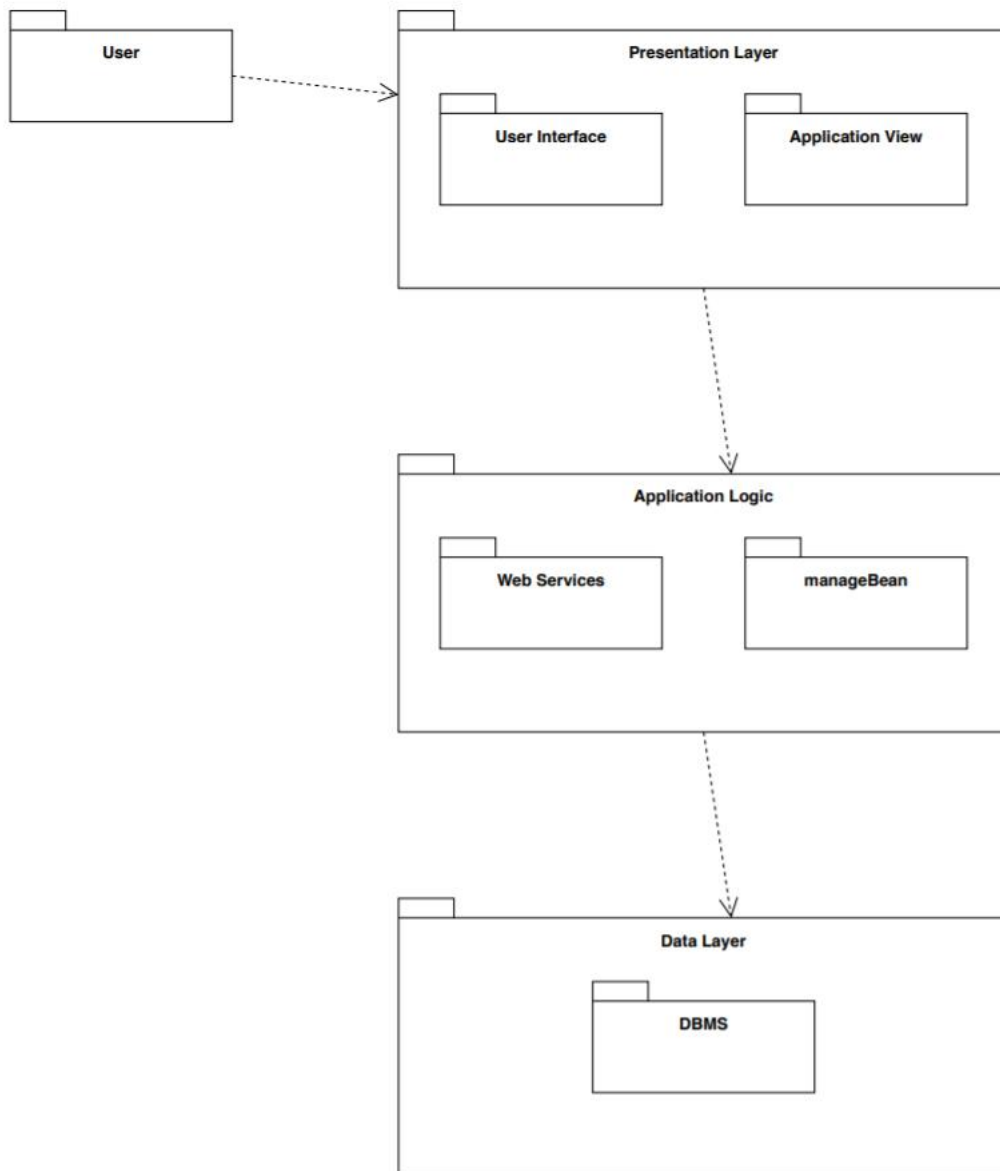 User
Presentation Layer
User Interface
Application View
Application Logic
Web Services
manageBean
Data Layer
DBMS